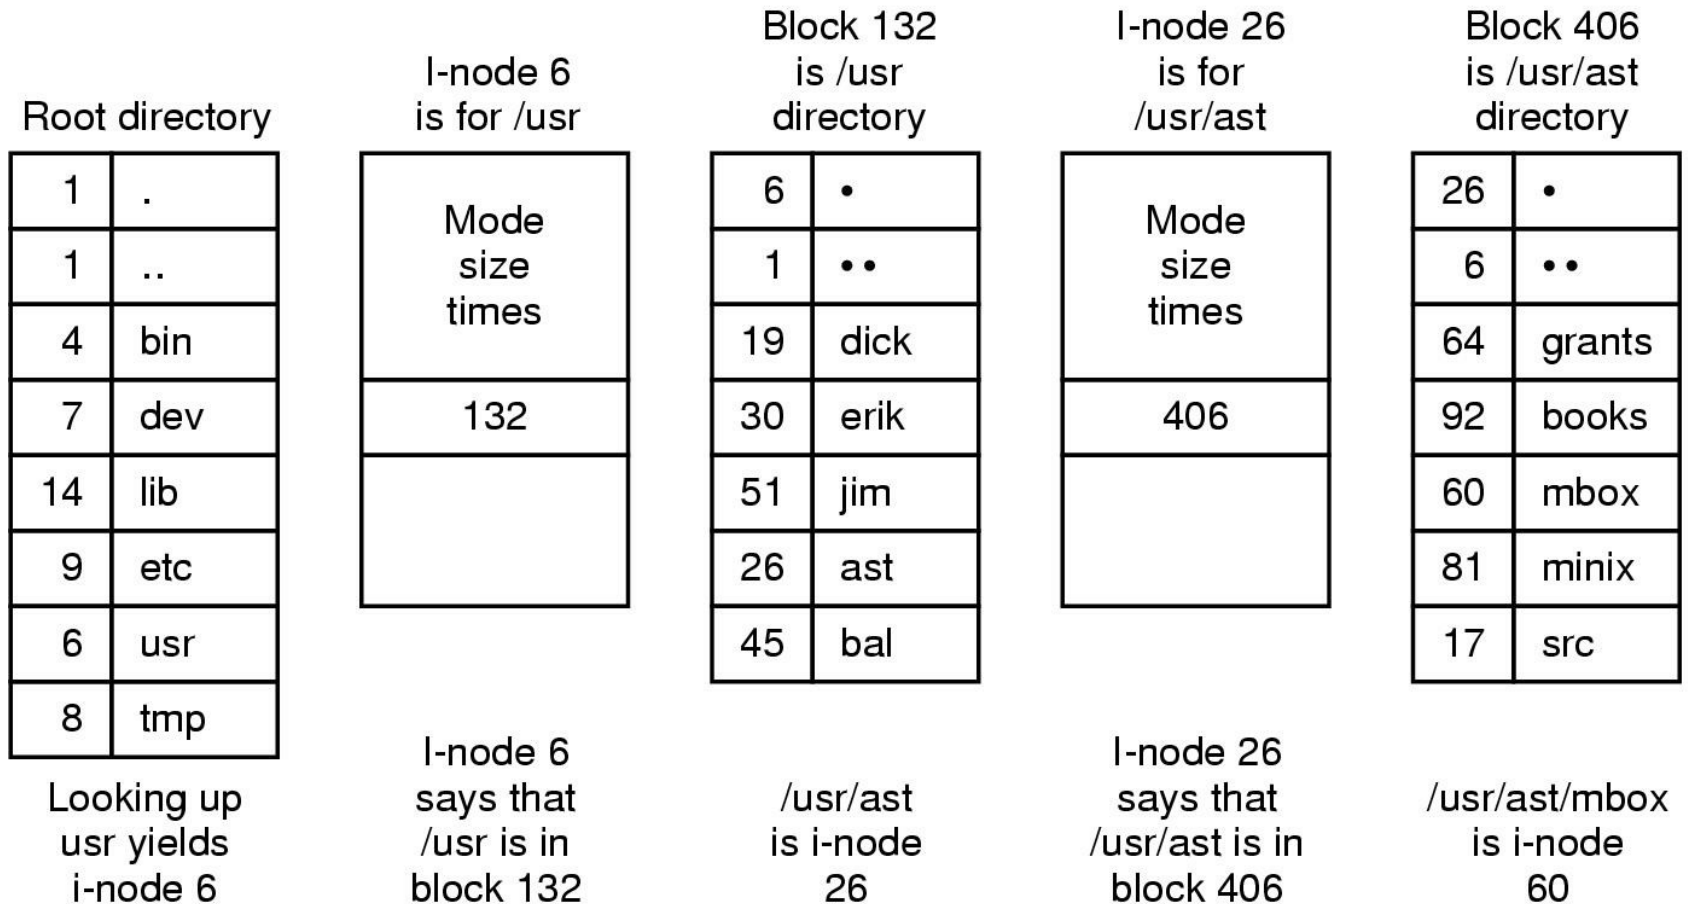 Root directory
1 .
1 ..
4 bin
7 dev
14 lib
9 etc
6 usr
8 tmp
Looking up
usr yields
i-node 6
I-node 6
is for /usr
Mode
size
times
132
I-node 6
says that
/usr is in
block 132
Block 132
is /usr
directory
6 •
1 ••
19 dick
30 erik
51 jim
26 ast
45 bal
/usr/ast
is i-node
26
I-node 26
is for
/usr/ast
Mode
size
times
406
I-node 26
says that
/usr/ast is in
block 406
Block 406
is /usr/ast
directory
26 •
6 ••
64 grants
92 books
60 mbox
81 minix
17 src
/usr/ast/mbox
is i-node
60